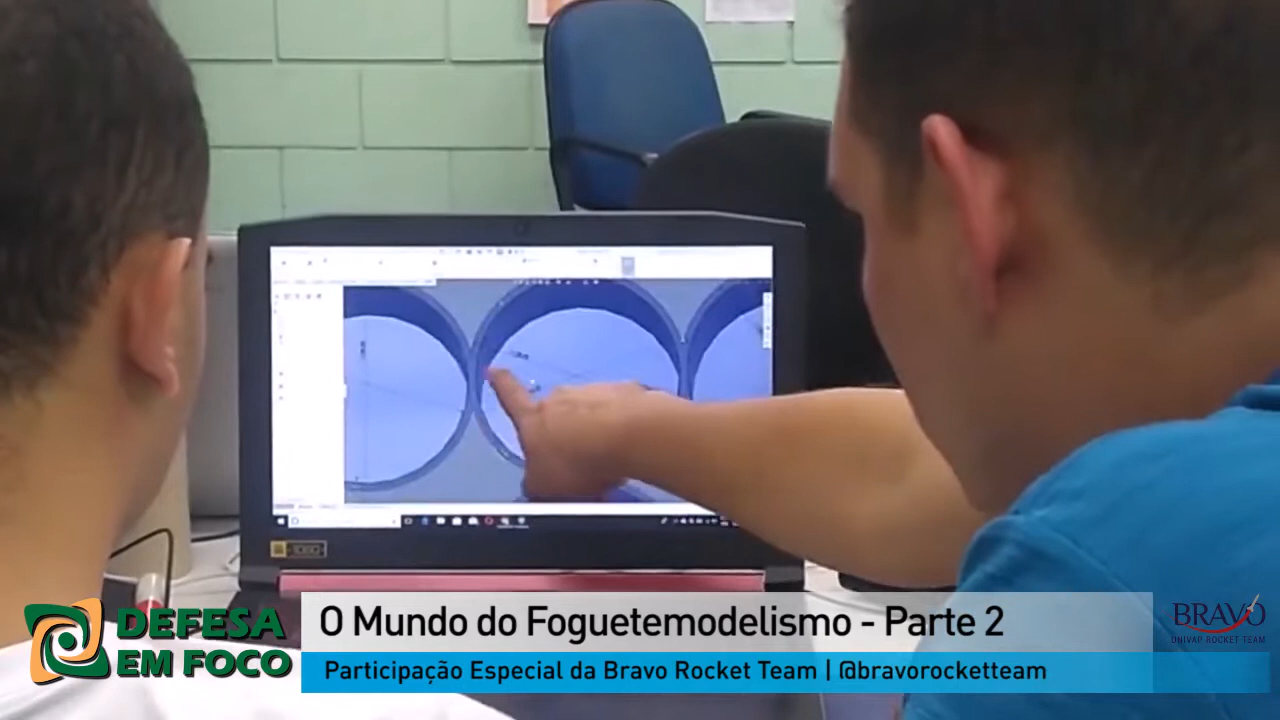 1080
DEFESA
EM FOCO
O Mundo do Foguetemodelismo - Parte 2
Participação Especial da Bravo Rocket Team | @bravorocketteam
BRAVO
UNIVAP ROCKET TEAM